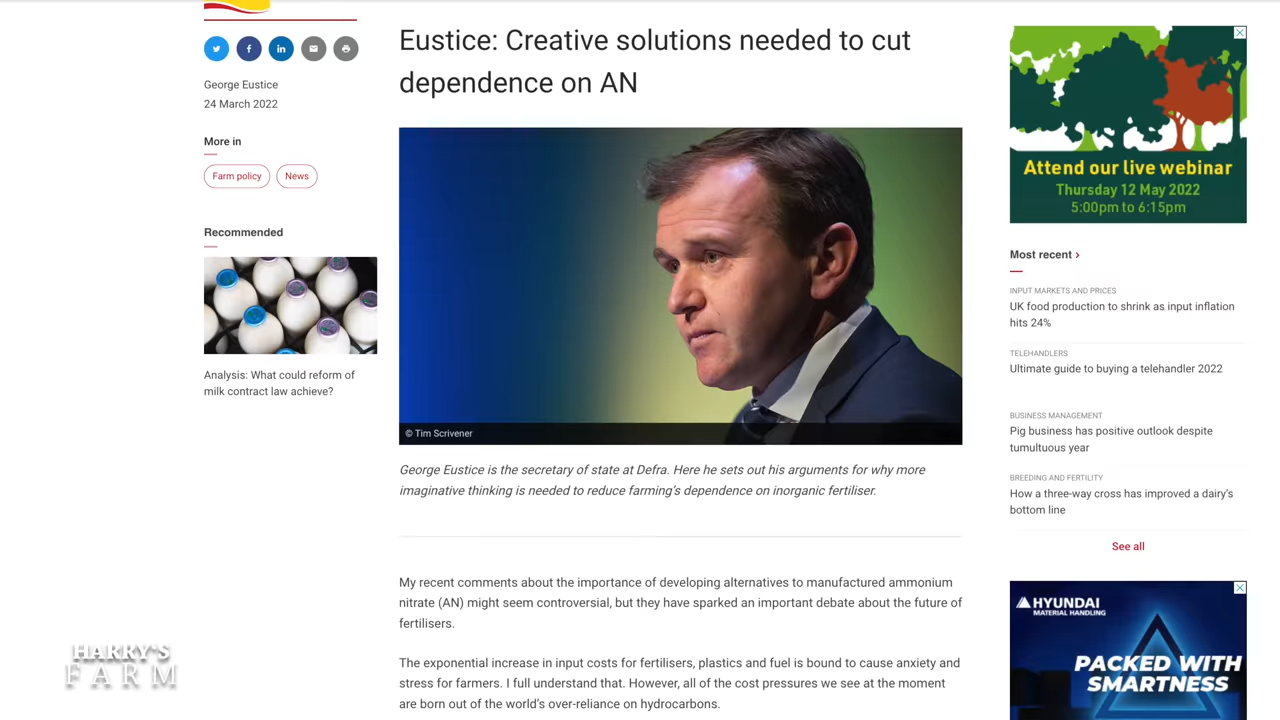 George Eustice
24 March 2022
More in
Farm policy
News
Recommended
Analysis: What could reform of
milk contract law achieve?
Eustice: Creative solutions needed to cut
dependence on AN
© Tim Scrivener
George Eustice is the secretary of state at Defra. Here he sets out his arguments for why more
imaginative thinking is needed to reduce farming's dependence on inorganic fertiliser.
My recent comments about the importance of developing alternatives to manufactured ammonium
nitrate (AN) might seem controversial, but they have sparked an important debate about the future of
fertilisers.
The exponential increase in input costs for fertilisers, plastics and fuel is bound to cause anxiety and
stress for farmers. I full understand that. However, all of the cost pressures we see at the moment
are born out of the world's over-reliance on hydrocarbons.
Attend our live webinar
Thursday 12 May 2022
5:00pm to 6:15pm
Most recent ›
INPUT MARKETS AND PRICES
UK food production to shrink as input inflation
hits 24%
TELEHANDLERS
Ultimate guide to buying a telehandler 2022
BUSINESS MANAGEMENT
Pig business has positive outlook despite
tumultuous year
BREEDING AND FERTILITY
How a three-way cross has improved a dairy's
bottom line
See all
HYUNDAI
MATERIAL HANDLING
PACKED WITH
SMARTNESS
HARRY'S
FARM